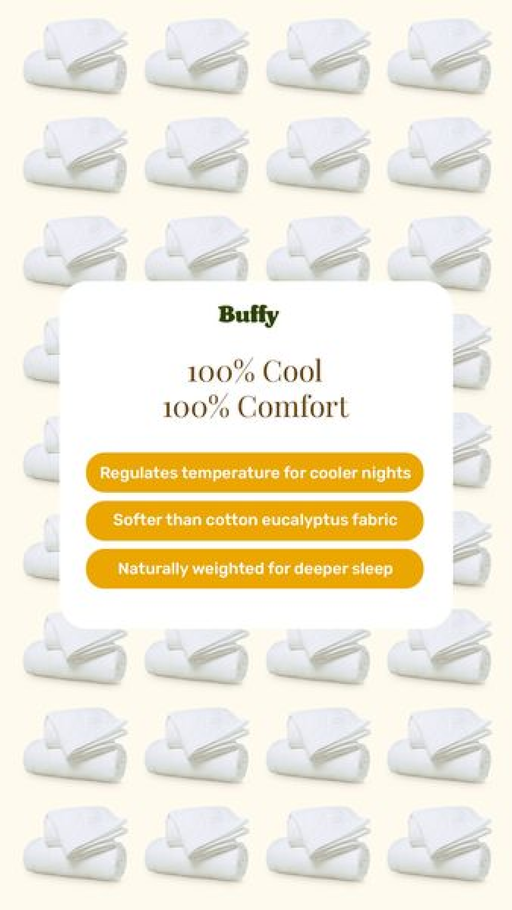 Buffy
100% Cool
100% Comfort
Regulates temperature for cooler nights
Softer than cotton eucalyptus fabric
Naturally weighted for deeper sleep